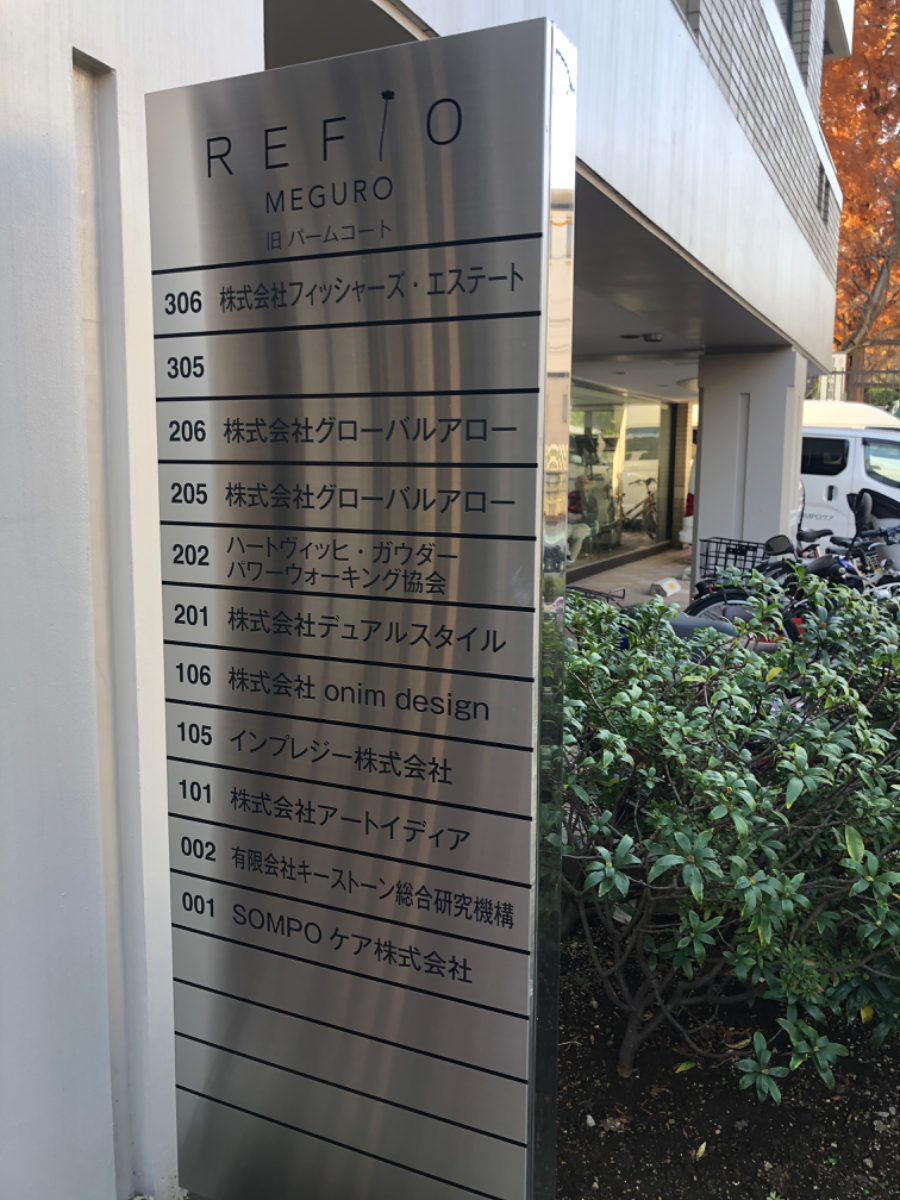 REFIO
MEGURO
旧 パームコート
306 株式会社フィッシャーズ・エステート
305
206 株式会社グローバルアロー
205 株式会社グローバルアロー
202 ハートヴィッヒ・ガウダー
パワーウォーキング協会
201 株式会社デュアルスタイル
106 株式会社 onim design
105 インプレジー株式会社
101 株式会社アートイディア
002 有限会社キーストーン総合研究機構
001 SOMPO ケア株式会社